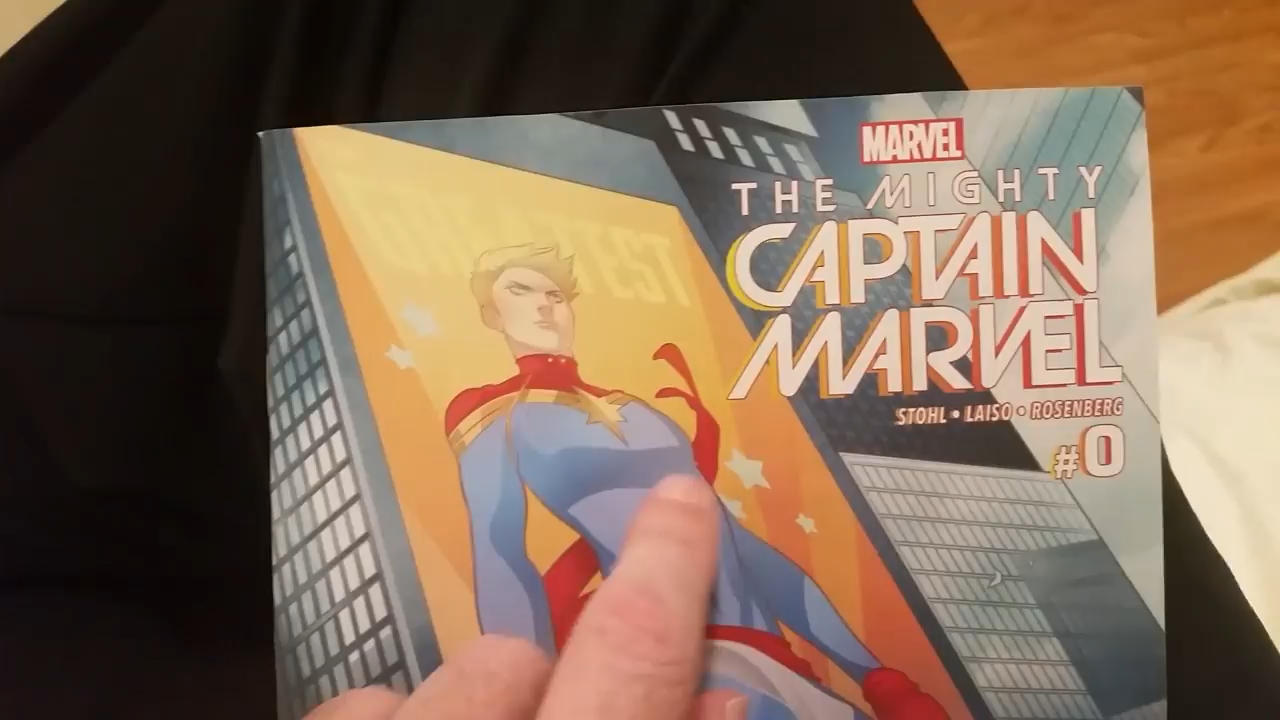 MARVEL
THE MIGHTY
CAPTAIN
MARVEL
STOHL • LAISO • ROSENBERG
#0